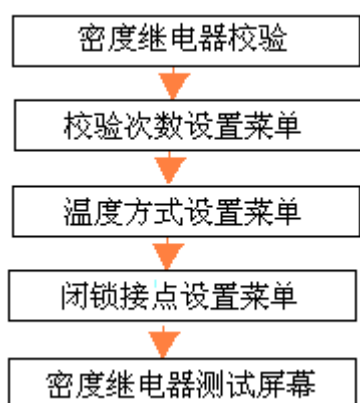 密度继电器校验
校验次数设置菜单
温度方式设置菜单
闭锁接点设置菜单
密度继电器测试屏幕